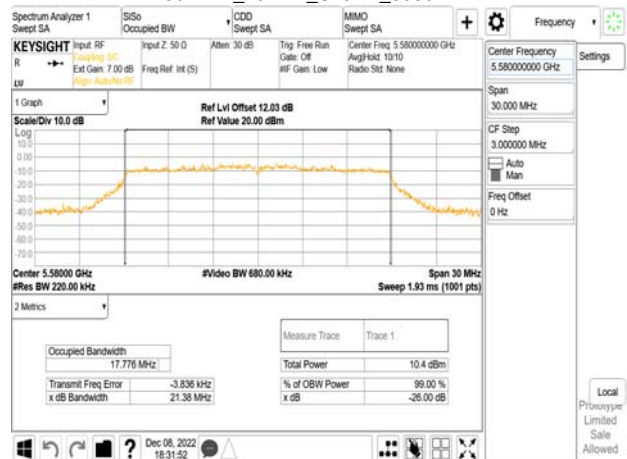 Spectrum Analyzer 1
Swept SA
SISo
Occupied BW
CDD
Swept SA
MIMO
Swept SA
+
Frequency
KEYSIGHT
R
Input: RF
Coupling: DC
Ext Gain: 7.00 dB
Align: Auto/No RF
Input Z: 50 Ω
Freq Ref: Int (S)
Atten: 30 dB
Trig: Free Run
Gate: Off
#IF Gain: Low
Center Freq: 5.580000000 GHz
Avg|Hold: 10/10
Radio Std: None
Center Frequency
5.580000000 GHz
Settings
Span
30.000 MHz
CF Step
3.000000 MHz
Auto
Man
Freq Offset
0 Hz
1 Graph
Scale/Div 10.0 dB
Ref Lvl Offset 12.03 dB
Ref Value 20.00 dBm
Log
10.0
0.00
-10.0
-20.0
-30.0
-40.0
-50.0
-60.0
-70.0
Center 5.58000 GHz
#Res BW 220.00 kHz
#Video BW 680.00 kHz
Span 30 MHz
Sweep 1.93 ms (1001 pts)
2 Metrics
Measure Trace
Trace 1
Occupied Bandwidth
17.776 MHz
Total Power
10.4 dBm
Transmit Freq Error
-3.836 kHz
% of OBW Power
99.00 %
x dB Bandwidth
21.38 MHz
x dB
-26.00 dB
Local
Prototype
Limited
Sale
Allowed
?
Dec 08, 2022
18:31:52